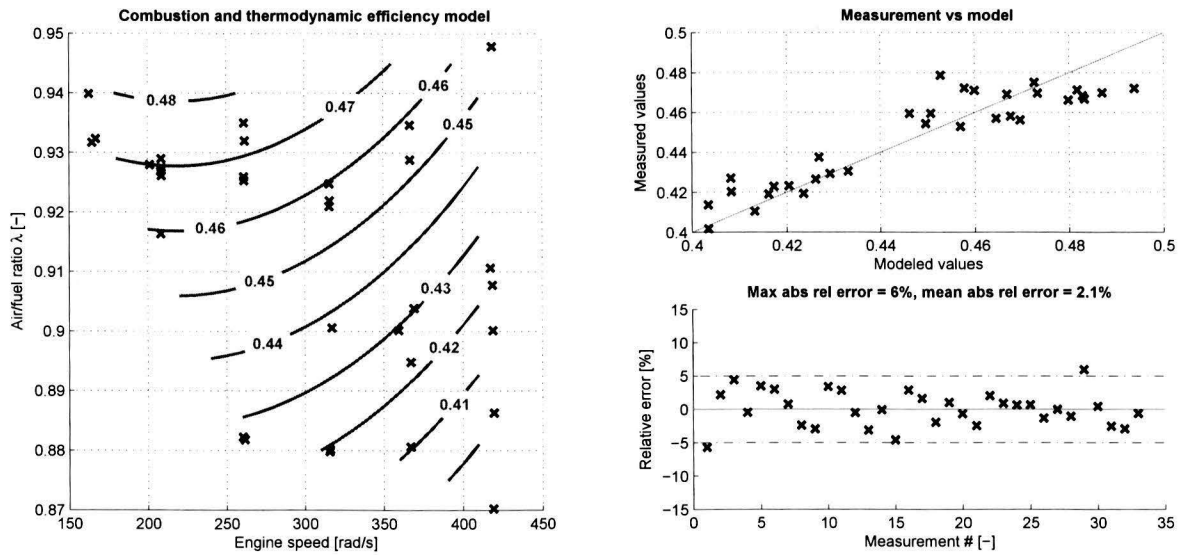 Combustion and thermodynamic efficiency model
0.95
0.94
0.93
0.92
0.91
0.9
0.89
0.88
0.87
Air/fuel ratio λ [−]
0.48
0.47
0.46
0.45
0.46
0.45
0.44
0.43
0.42
0.41
150 200 250 300 350 400 450
Engine speed [rad/s]
Measurement vs model
0.5
0.48
0.46
0.44
0.42
0.4
Measured values
0.4 0.42 0.44 0.46 0.48 0.5
Modeled values
Max abs rel error = 6%, mean abs rel error = 2.1%
15
10
5
0
−5
−10
−15
Relative error [%]
0 5 10 15 20 25 30 35
Measurement # [−]